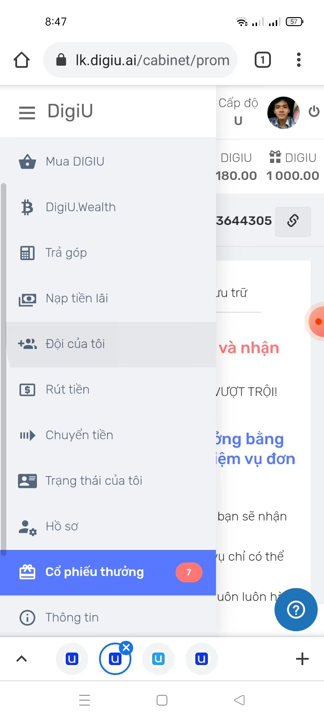 8:47
57
lk.digiu.ai/cabinet/prom
1
DigiU
Cấp độ
U
Mua DIGIU
DIGIU
180.00
DIGIU
1 000.00
DigiU.Wealth
3644305
Trả góp
Nạp tiền lãi
ưu trữ
Đội của tôi
và nhận
Rút tiền
VƯỢT TRỘI!!
Chuyển tiền
ởng bằng
iệm vụ đơn
Trạng thái của tôi
Hồ sơ
bạn sẽ nhận
Cổ phiếu thưởng
7
vụ chỉ có thể
Thông tin
uôn luôn h